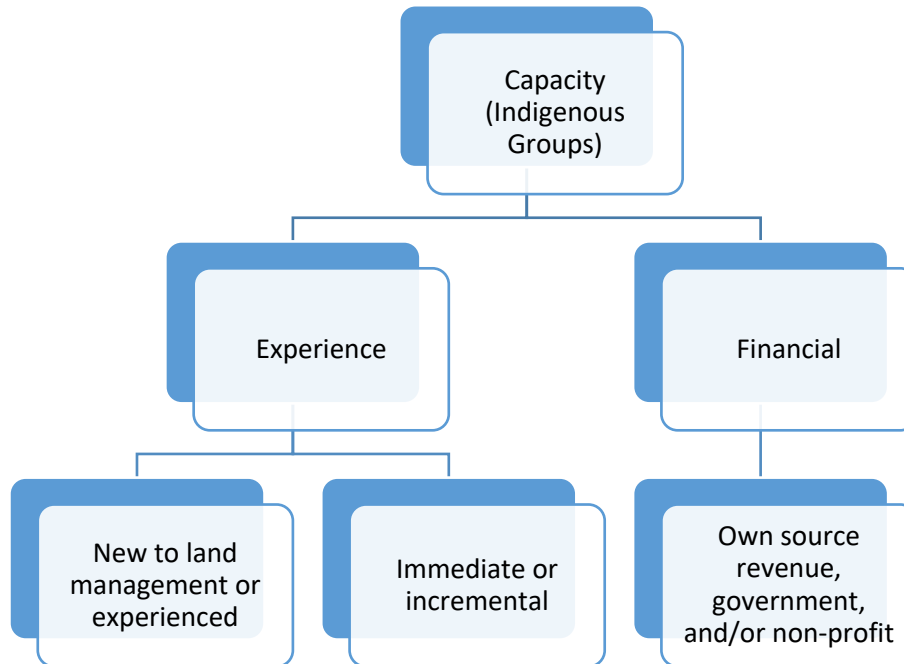 Capacity
(Indigenous
Groups)
Experience
Financial
New to land
management or
experienced
Immediate or
incremental
Own source
revenue,
government,
and/or non-profit